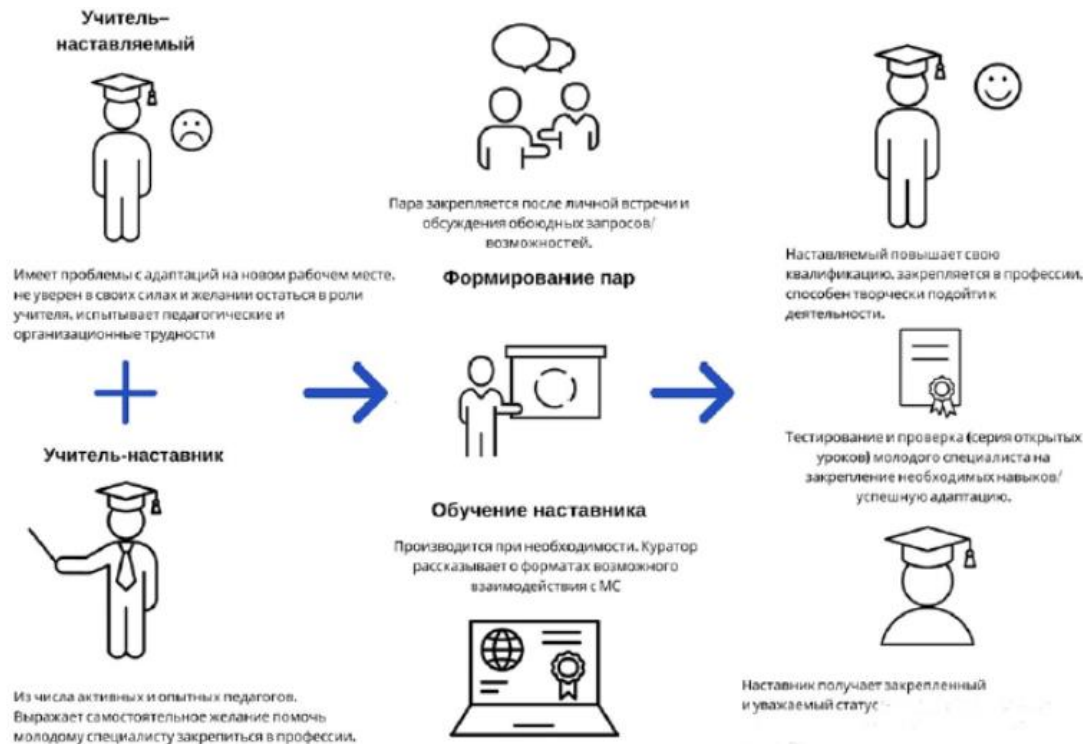 Учитель–
наставляемый
Имеет проблемы с адаптаций на новом рабочем месте,
не уверен в своих силах и желании остаться в роли
учителя, испытывает педагогические и
организационные трудности
Учитель-наставник
Из числа активных и опытных педагогов.
Выражает самостоятельное желание помочь
молодому специалисту закрепиться в профессии.
Пара закрепляется после личной встречи и
обсуждения обоюдных запросов/
возможностей.
Формирование пар
Обучение наставника
Производится при необходимости. Куратор
рассказывает о форматах возможного
взаимодействия с МС
Наставляемый повышает свою
квалификацию, закрепляется в профессии,
способен творчески подойти к
деятельности.
Тестирование и проверка (серия открытых
уроков) молодого специалиста на
закрепление необходимых навыков/
успешную адаптацию.
Наставник получает закрепленный
и уважаемый статус